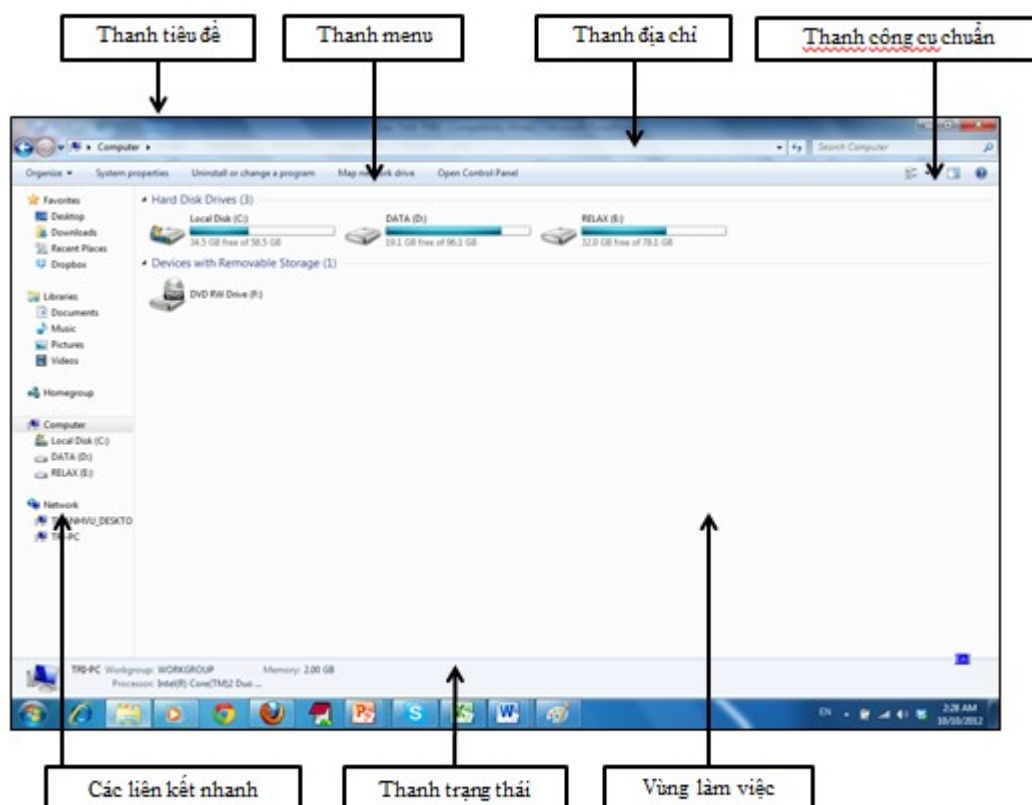 Thanh tiêu đề
Thanh menu
Thanh địa chỉ
Thanh công cu chuẩn
Computer
Search Computer
Organize
System properties
Uninstall or change a program
Map network drive
Open Control Panel
Favorites
Desktop
Downloads
Recent Places
Dropbox
Libraries
Documents
Music
Pictures
Videos
Homegroup
Computer
Local Disk (C:)
DATA (D:)
RELAX (E:)
Network
TRI-PC
Hard Disk Drives (3)
Local Disk (C:)
34.5 GB free of 58.5 GB
DATA (D:)
19.1 GB free of 96.1 GB
RELAX (E:)
32.0 GB free of 78.1 GB
Devices with Removable Storage (1)
DVD RW Drive (F:)
TRI-PC Workgroup: WORKGROUP Memory: 2.00 GB
Processor: Intel(R) Core(TM)2 Duo ...
EN
2:28 AM
10/10/2012
Các liên kết nhanh
Thanh trạng thái
Vùng làm việc